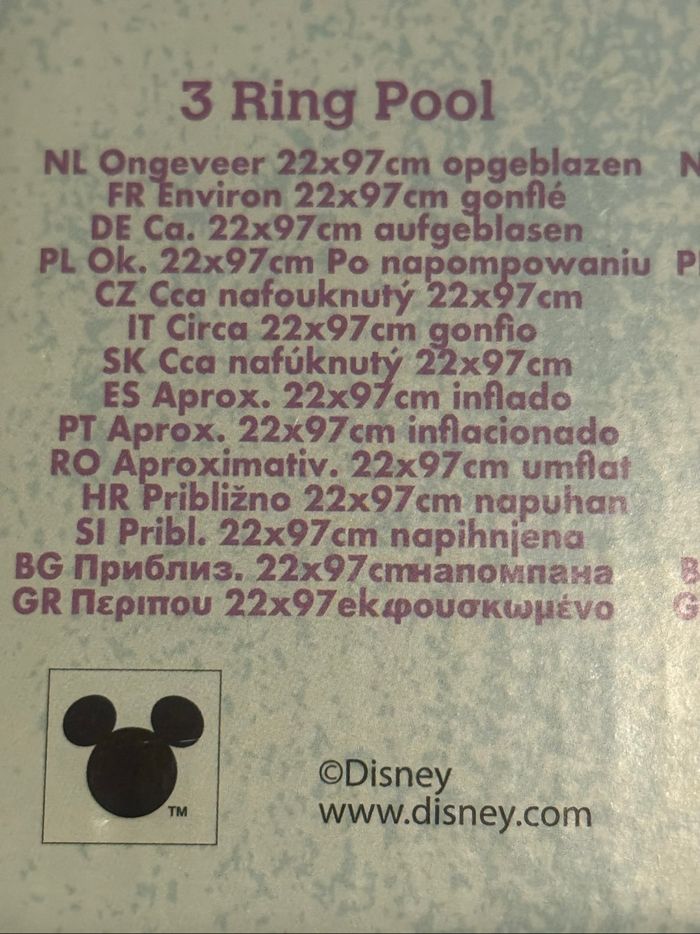 3 Ring Pool
NL Ongeveer 22x97cm opgeblazen
FR Environ 22x97cm gonflé
DE Ca. 22x97cm aufgeblasen
PL Ok. 22x97cm Po napompowaniu
CZ Cca nafouknutý 22x97cm
IT Circa 22x97cm gonfio
SK Cca nafúknutý 22x97cm
ES Aprox. 22x97cm inflado
PT Aprox. 22x97cm inflacionado
RO Aproximativ. 22x97cm umflat
HR Približno 22x97cm napuhan
SI Pribl. 22x97cm napihnjena
BG Приблиз. 22x97cmнапомпана
GR Περιπου 22x97ekφουσκωμένο
TM
©Disney
www.disney.com